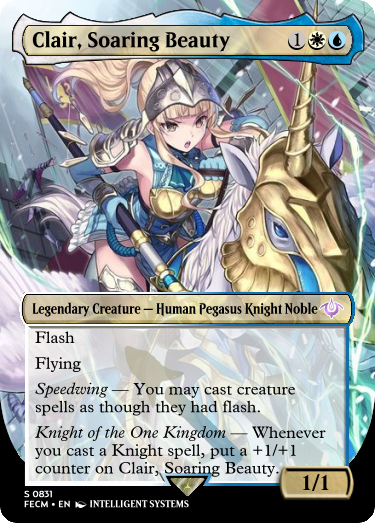 Clair, Soaring Beauty 1
Legendary Creature — Human Pegasus Knight Noble
Flash
Flying
Speedwing — You may cast creature
spells as though they had flash.
Knight of the One Kingdom — Whenever
you cast a Knight spell, put a +1/+1
counter on Clair, Soaring Beauty.
1/1
S 0831
FECM • EN INTELLIGENT SYSTEMS